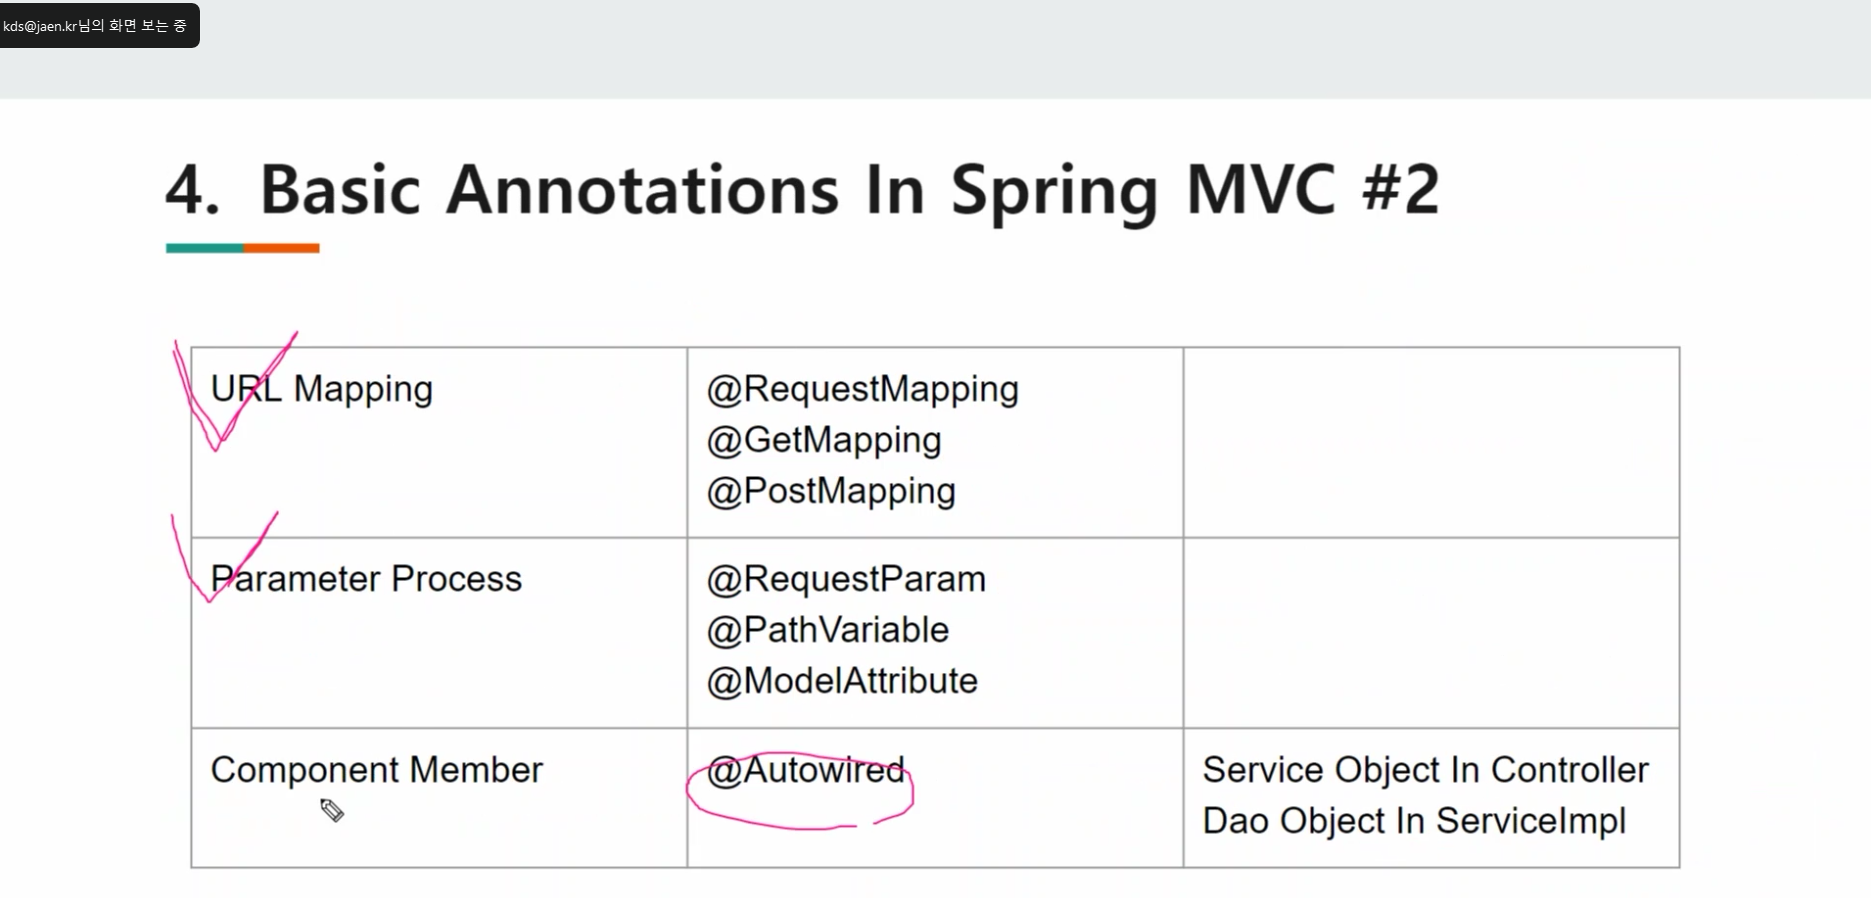 kds@jaen.kr님의 화면 보는 중
4. Basic Annotations In Spring MVC #2
URL Mapping
@RequestMapping
@GetMapping
@PostMapping
Parameter Process
@RequestParam
@PathVariable
@ModelAttribute
Component Member
@Autowired
Service Object In Controller
Dao Object In ServiceImpl